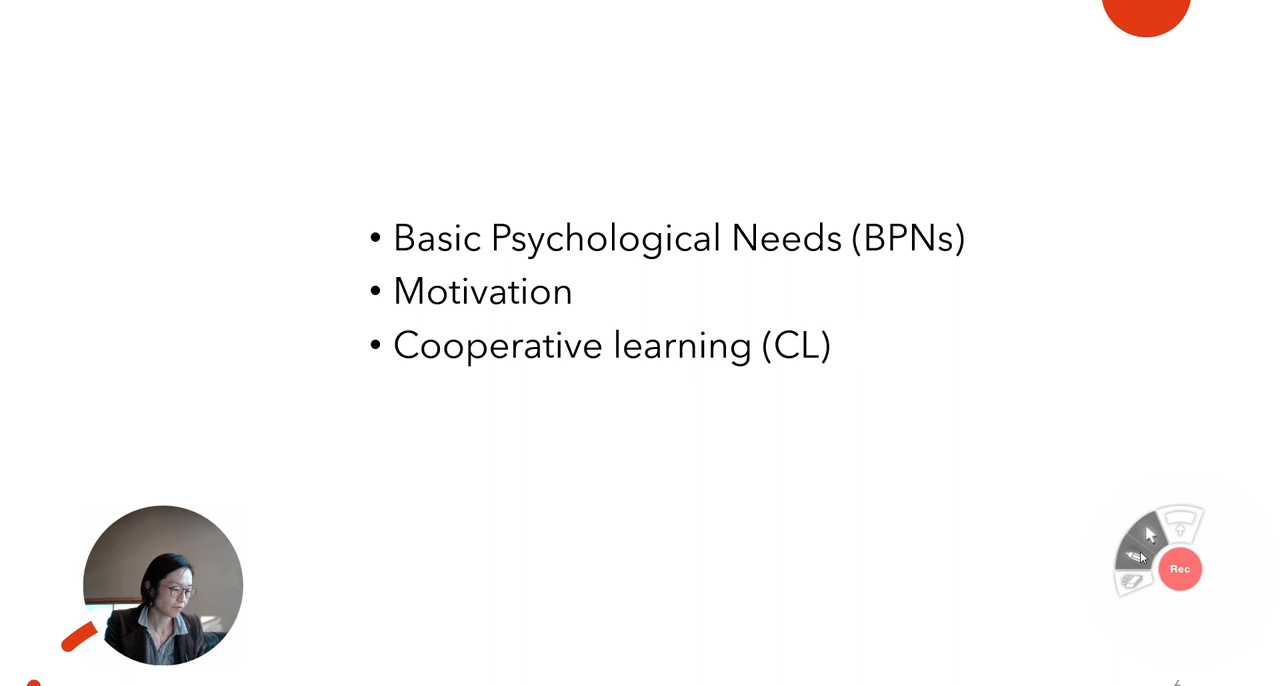 • Basic Psychological Needs (BPNs)
• Motivation
• Cooperative learning (CL)
Rec